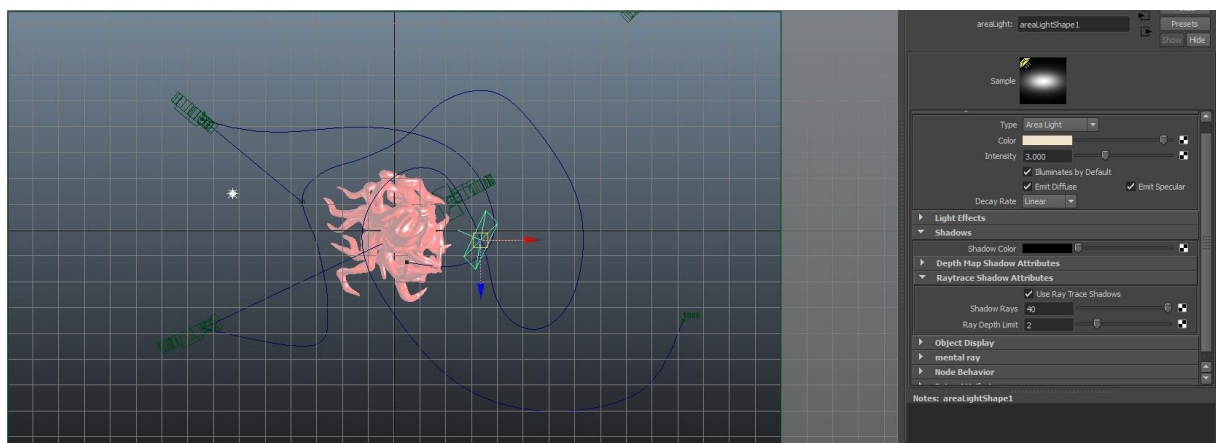 areaLight: areaLightShape1
Presets
Show Hide
Sample
Type Area Light
Color
Intensity 3.000
Illuminates by Default
Emit Diffuse Emit Specular
Decay Rate Linear
Light Effects
Shadows
Shadow Color
Depth Map Shadow Attributes
Raytrace Shadow Attributes
Use Ray Trace Shadows
Shadow Rays 40
Ray Depth Limit 2
Object Display
mental ray
Node Behavior
Notes: areaLightShape1